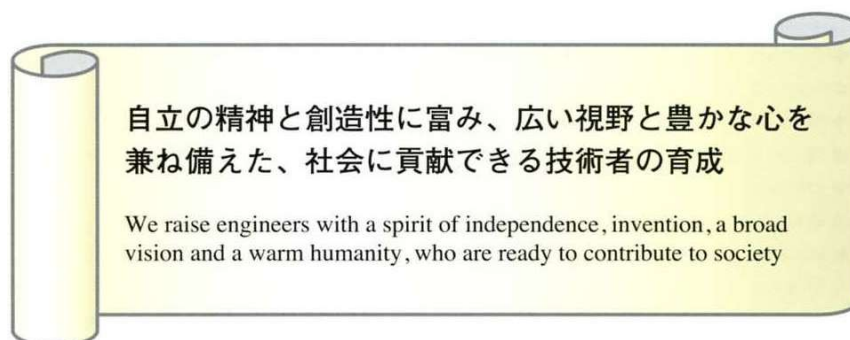 自立の精神と創造性に富み、広い視野と豊かな心を
兼ね備えた、社会に貢献できる技術者の育成
We raise engineers with a spirit of independence, invention, a broad
vision and a warm humanity, who are ready to contribute to society